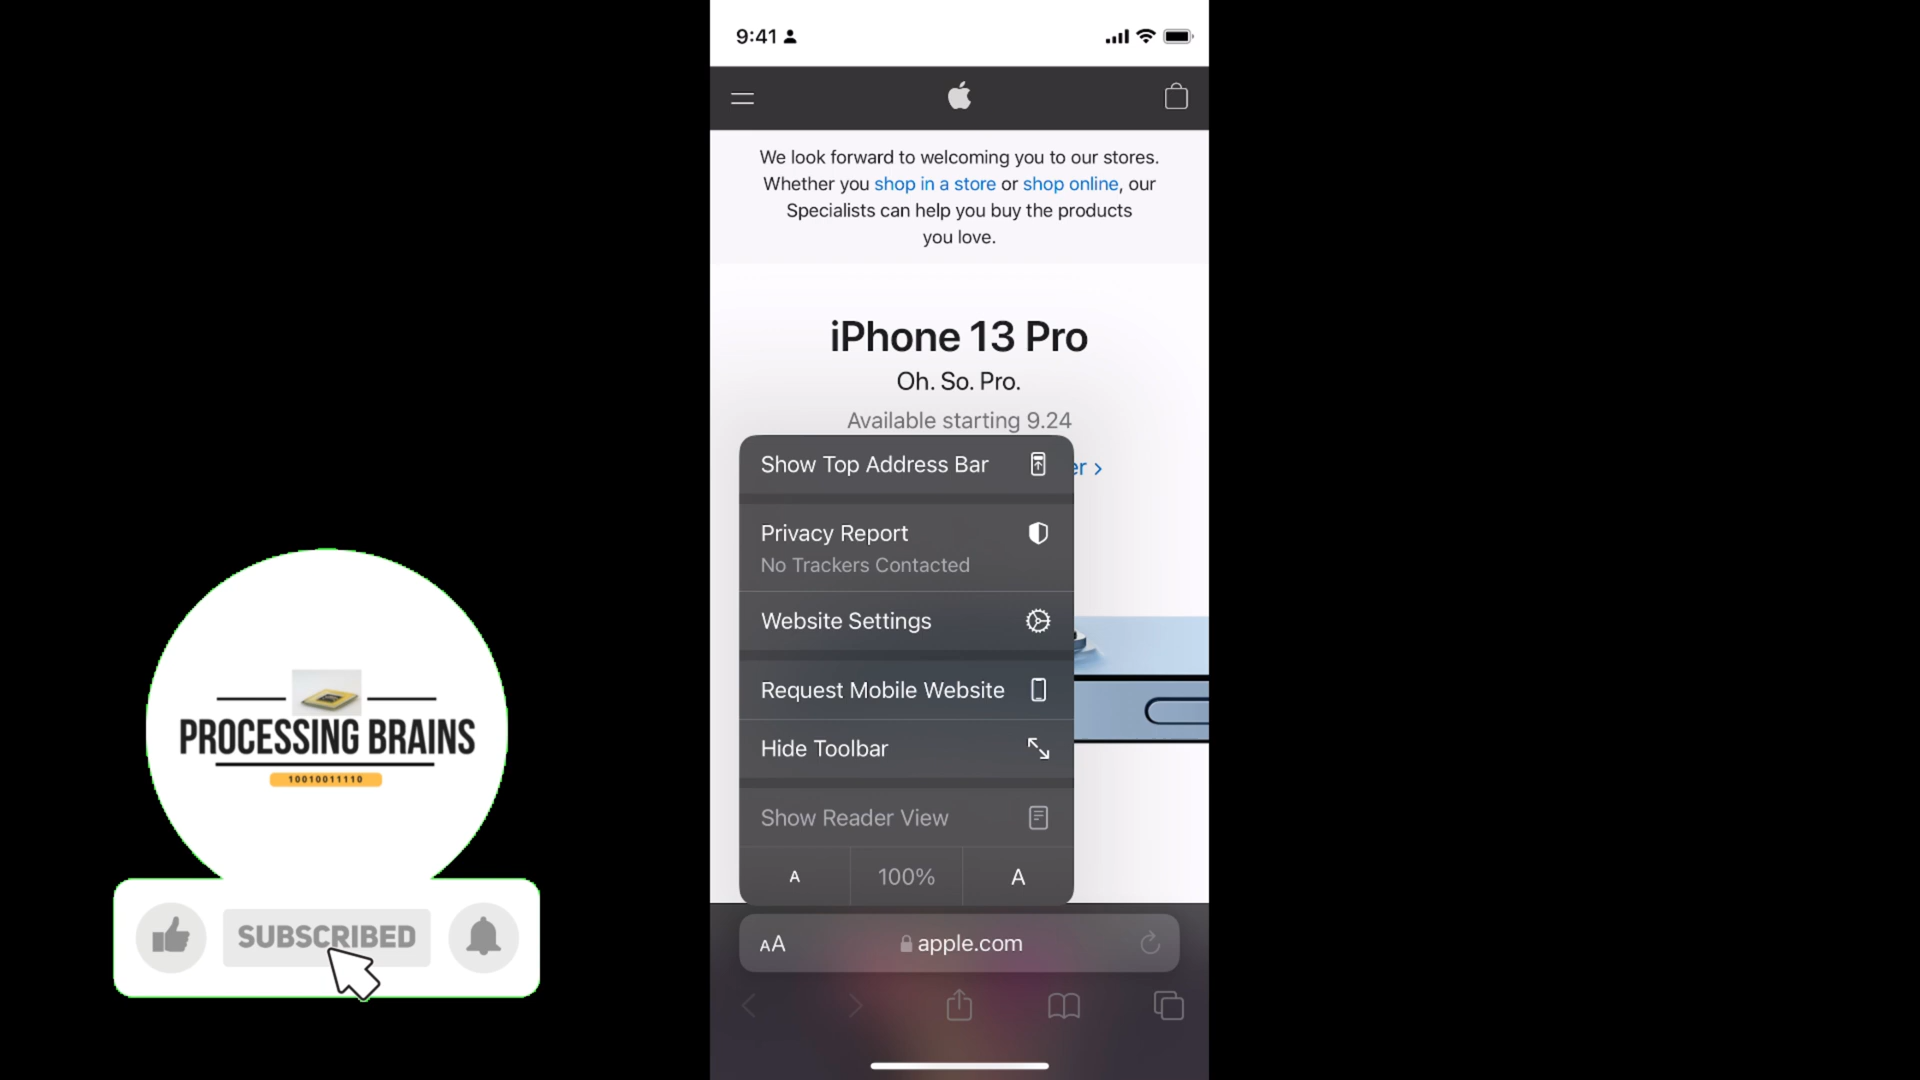 9:41
We look forward to welcoming you to our stores.
Whether you shop in a store or shop online, our
Specialists can help you buy the products
you love.
iPhone 13 Pro
Oh. So. Pro.
Available starting 9.24
er >
Show Top Address Bar
Privacy Report
No Trackers Contacted
Website Settings
Request Mobile Website
Hide Toolbar
Show Reader View
A 100% A
AA apple.com
PROCESSING BRAINS
10010011110
SUBSCRIBED